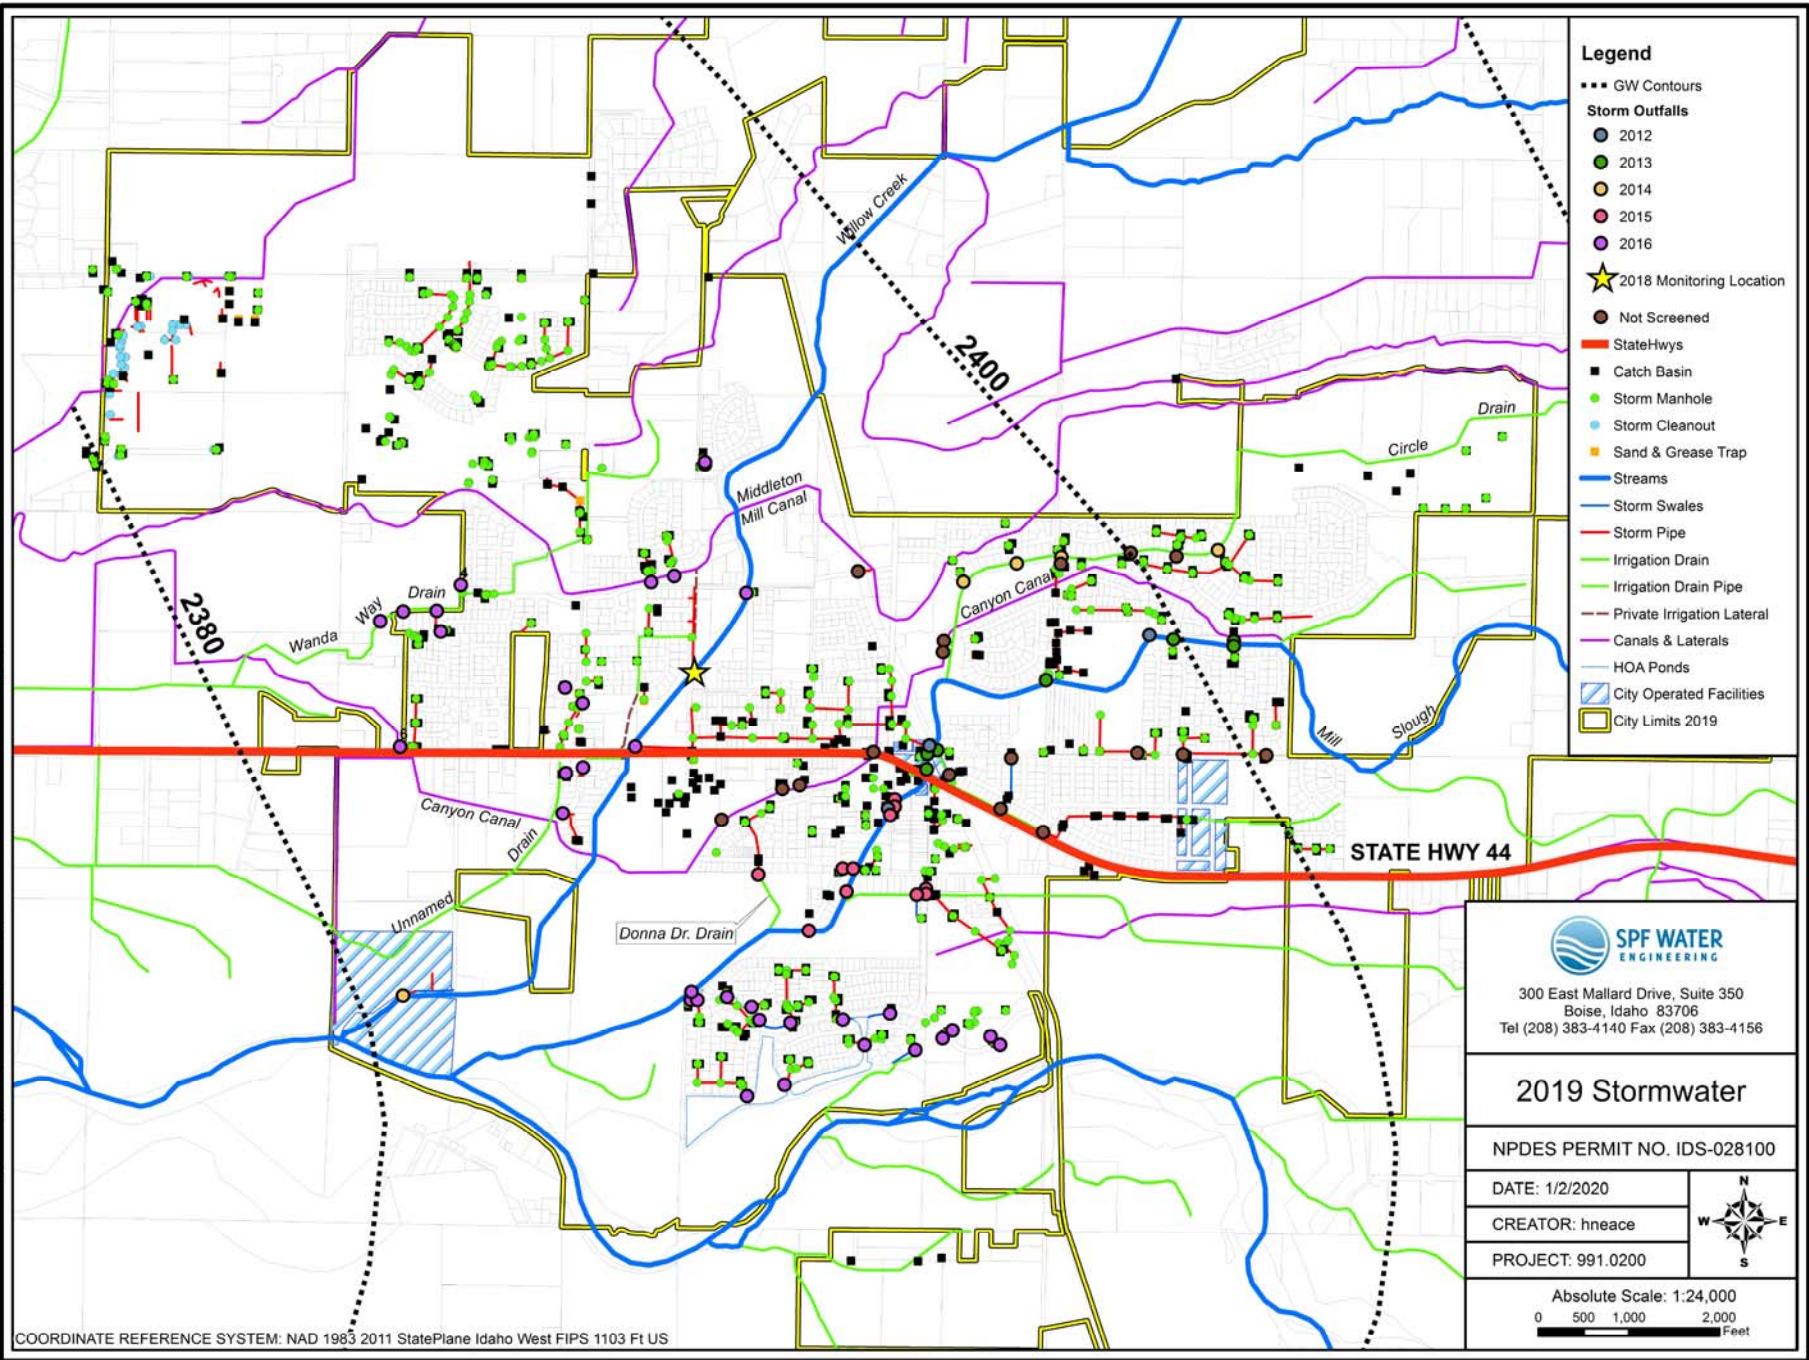 Legend
GW Contours
Storm Outfalls
2012
2013
2014
2015
2016
2018 Monitoring Location
Not Screened
StateHwys
Catch Basin
Storm Manhole
Storm Cleanout
Sand & Grease Trap
Streams
Storm Swales
Storm Pipe
Irrigation Drain
Irrigation Drain Pipe
Private Irrigation Lateral
Canals & Laterals
HOA Ponds
City Operated Facilities
City Limits 2019
Willow Creek
2400
Circle Drain
Middleton
Mill Canal
Canyon Canal
2380
Wanda Way Drain
4
Mill Slough
Canyon Canal
Unnamed Drain
Donna Dr. Drain
STATE HWY 44
SPF WATER
ENGINEERING
300 East Mallard Drive, Suite 350
Boise, Idaho 83706
Tel (208) 383-4140 Fax (208) 383-4156
2019 Stormwater
NPDES PERMIT NO. IDS-028100
DATE: 1/2/2020
CREATOR: hneace
PROJECT: 991.0200
N
W E
S
Absolute Scale: 1:24,000
0 500 1,000 2,000
Feet
COORDINATE REFERENCE SYSTEM: NAD 1983 2011 StatePlane Idaho West FIPS 1103 Ft US